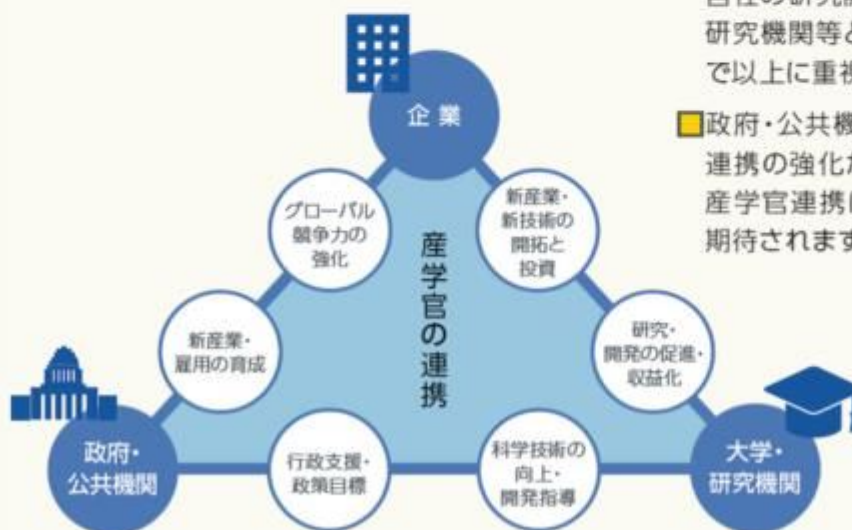 研究機関等と
で以上に重視
政府・公共機
連携の強化が
産学官連携に
期待されます
企業
グローバル
競争力の
強化
新産業・
新技術の
開拓と
投資
産学官の連携
新産業・
雇用の育成
研究・
開発の促進・
収益化
政府・
公共機関
行政支援・
政策目標
科学技術の
向上・
開発指導
大学・
研究機関